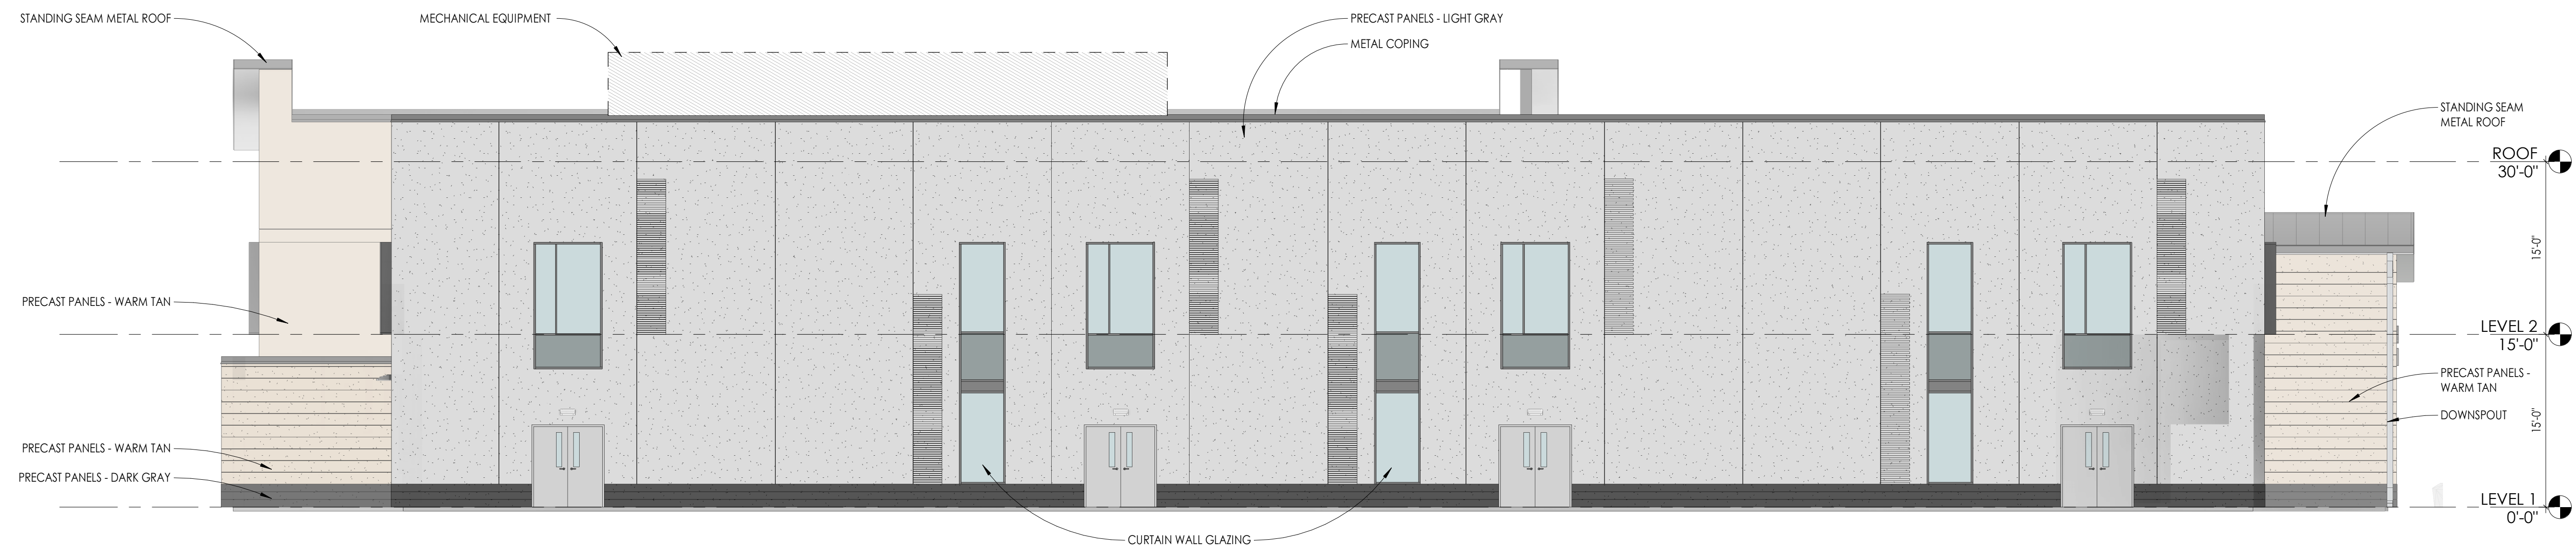 STANDING SEAM METAL ROOF
MECHANICAL EQUIPMENT
PRECAST PANELS - LIGHT GRAY
METAL COPING
STANDING SEAM
METAL ROOF
ROOF
30'-0"
15'-0"
PRECAST PANELS - WARM TAN
LEVEL 2
15'-0"
PRECAST PANELS -
WARM TAN
DOWNSPOUT
15'-0"
PRECAST PANELS - WARM TAN
PRECAST PANELS - DARK GRAY
LEVEL 1
0'-0"
CURTAIN WALL GLAZING